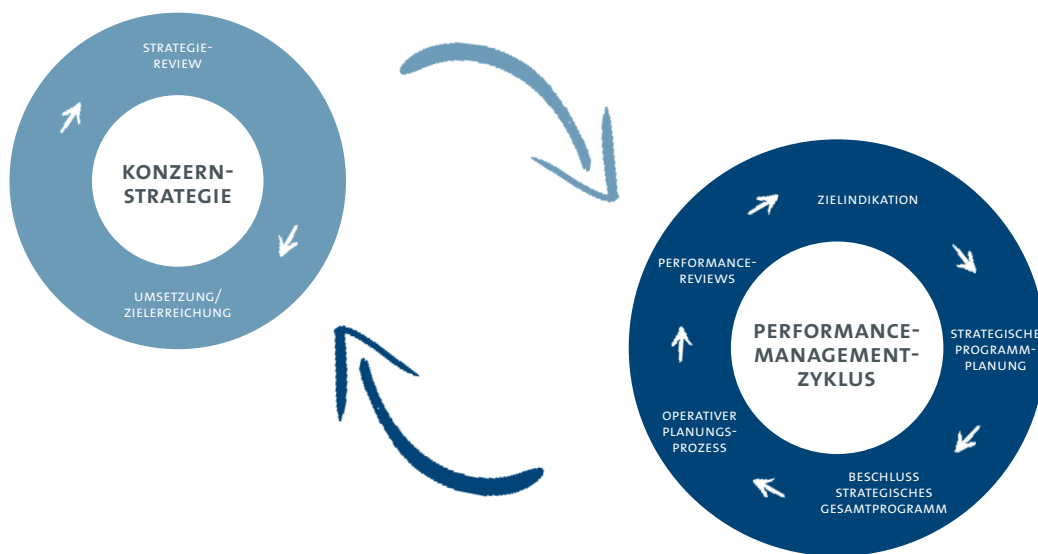 STRATEGIE-
REVIEW
KONZERN-
STRATEGIE
UMSETZUNG/
ZIELERREICHUNG
ZIELINDIKATION
STRATEGISCHE
PROGRAMM-
PLANUNG
BESCHLUSS
STRATEGISCHES
GESAMTPROGRAMM
OPERATIVER
PLANUNGS-
PROZESS
PERFORMANCE-
REVIEWS
PERFORMANCE-
MANAGEMENT-
ZYKLUS